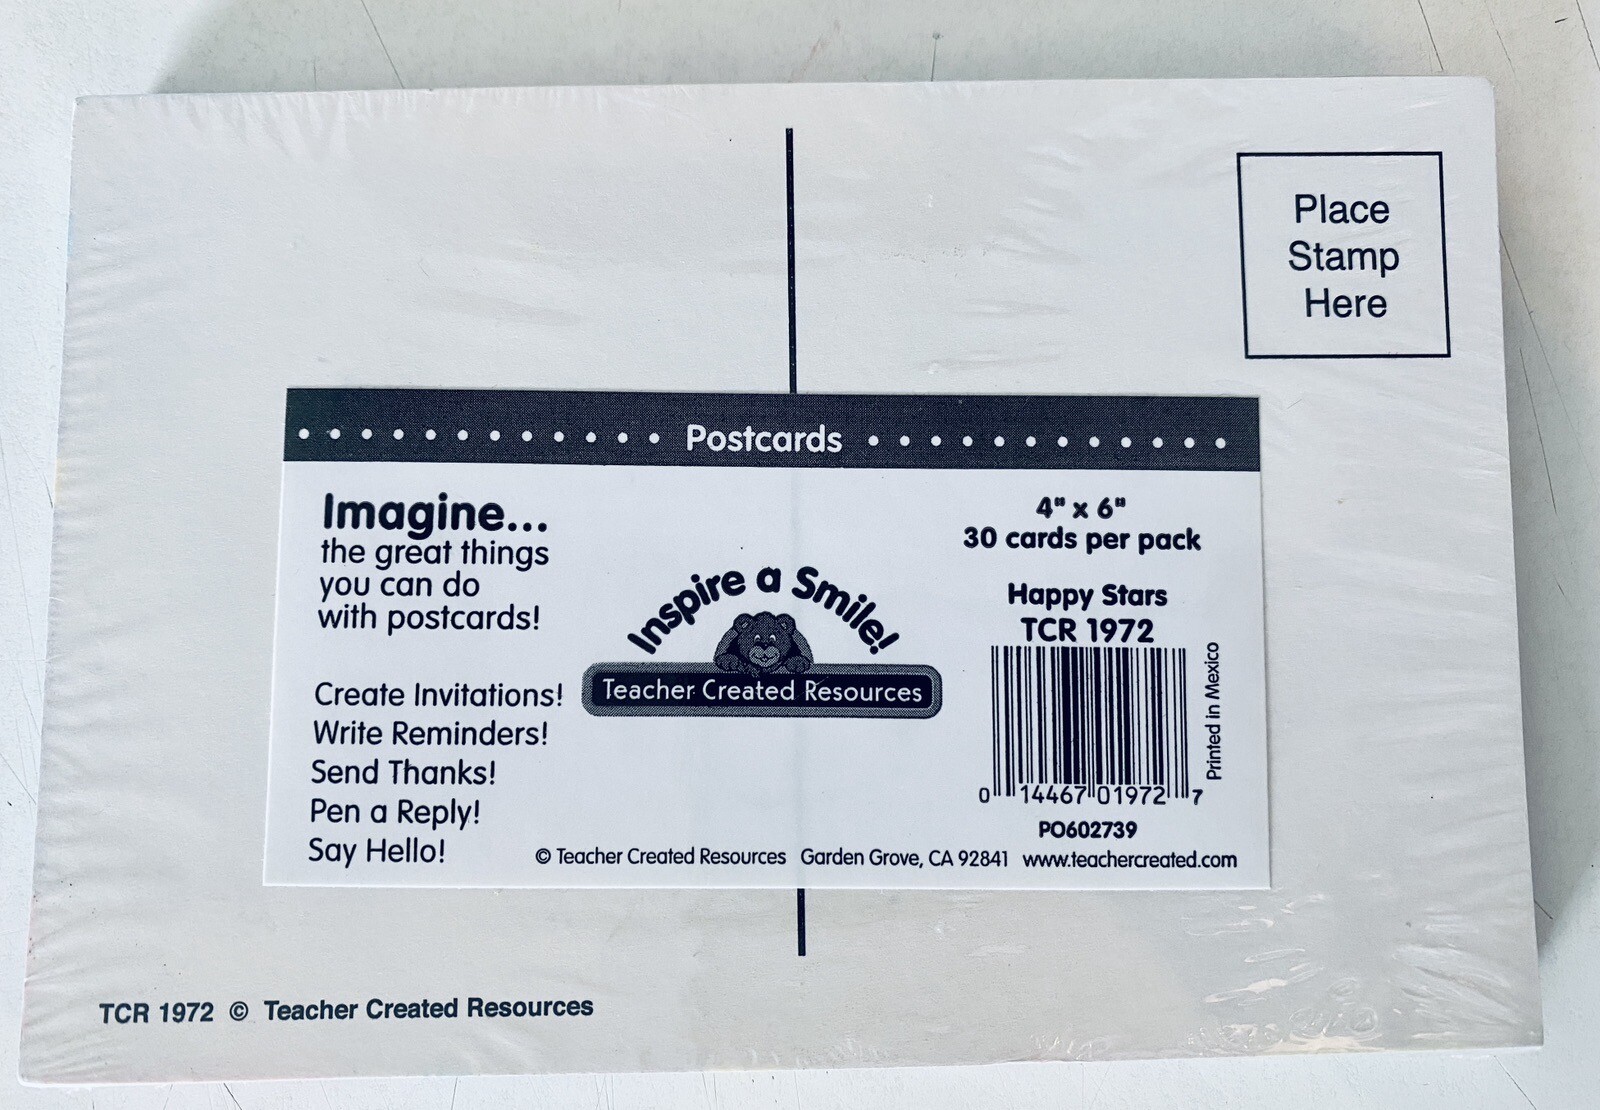 Place
Stamp
Here
Postcards
Imagine...
the great things
you can do
with postcards!
Create Invitations!
Write Reminders!
Send Thanks!
Pen a Reply!
Say Hello!
Inspire a Smile!
Teacher Created Resources
4" x 6"
30 cards per pack
Happy Stars
TCR 1972
Printed in Mexico
0 14467 01972 7
PO602739
© Teacher Created Resources Garden Grove, CA 92841 www.teachercreated.com
TCR 1972 © Teacher Created Resources